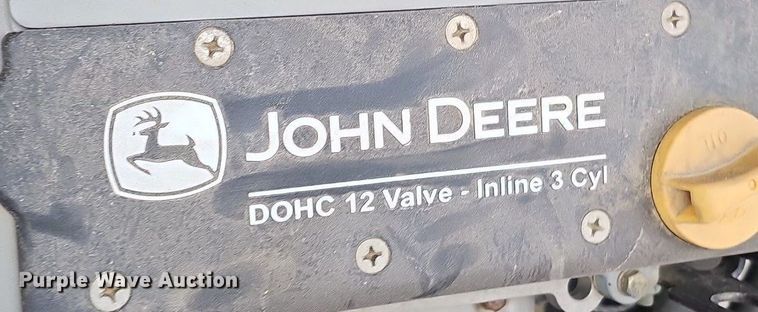 JOHN DEERE
DOHC 12 Valve - Inline 3 Cyl
Purple Wave Auction